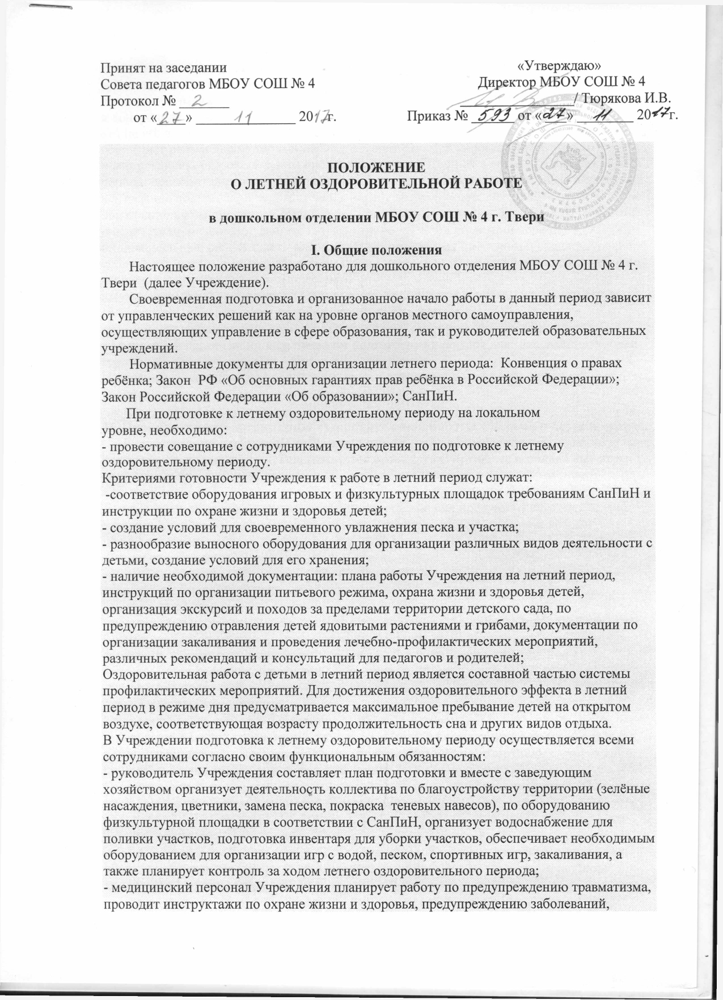 Принят на заседании
Совета педагогов МБОУ СОШ № 4
Протокол № 2
от «27» 11 2017г.
«Утверждаю»
Директор МБОУ СОШ № 4
/ Тюрякова И.В.
Приказ № 593 от «27» 11 2017г.
ПОЛОЖЕНИЕ
О ЛЕТНЕЙ ОЗДОРОВИТЕЛЬНОЙ РАБОТЕ
в дошкольном отделении МБОУ СОШ № 4 г. Твери
I. Общие положения
Настоящее положение разработано для дошкольного отделения МБОУ СОШ № 4 г.
Твери (далее Учреждение).
Своевременная подготовка и организованное начало работы в данный период зависит
от управленческих решений как на уровне органов местного самоуправления,
осуществляющих управление в сфере образования, так и руководителей образовательных
учреждений.
Нормативные документы для организации летнего периода: Конвенция о правах
ребёнка; Закон РФ «Об основных гарантиях прав ребёнка в Российской Федерации»;
Закон Российской Федерации «Об образовании»; СанПиН.
При подготовке к летнему оздоровительному периоду на локальном
уровне, необходимо:
- провести совещание с сотрудниками Учреждения по подготовке к летнему
оздоровительному периоду.
Критериями готовности Учреждения к работе в летний период служат:
-соответствие оборудования игровых и физкультурных площадок требованиям СанПиН и
инструкции по охране жизни и здоровья детей;
- создание условий для своевременного увлажнения песка и участка;
- разнообразие выносного оборудования для организации различных видов деятельности с
детьми, создание условий для его хранения;
- наличие необходимой документации: плана работы Учреждения на летний период,
инструкций по организации питьевого режима, охрана жизни и здоровья детей,
организация экскурсий и походов за пределами территории детского сада, по
предупреждению отравления детей ядовитыми растениями и грибами, документации по
организации закаливания и проведения лечебно-профилактических мероприятий,
различных рекомендаций и консультаций для педагогов и родителей;
Оздоровительная работа с детьми в летний период является составной частью системы
профилактических мероприятий. Для достижения оздоровительного эффекта в летний
период в режиме дня предусматривается максимальное пребывание детей на открытом
воздухе, соответствующая возрасту продолжительность сна и других видов отдыха.
В Учреждении подготовка к летнему оздоровительному периоду осуществляется всеми
сотрудниками согласно своим функциональным обязанностям:
- руководитель Учреждения составляет план подготовки и вместе с заведующим
хозяйством организует деятельность коллектива по благоустройству территории (зелёные
насаждения, цветники, замена песка, покраска теневых навесов), по оборудованию
физкультурной площадки в соответствии с СанПиН, организует водоснабжение для
поливки участков, подготовка инвентаря для уборки участков, обеспечивает необходимым
оборудованием для организации игр с водой, песком, спортивных игр, закаливания, а
также планирует контроль за ходом летнего оздоровительного периода;
- медицинский персонал Учреждения планирует работу по предупреждению травматизма,
проводит инструктажи по охране жизни и здоровья, предупреждению заболеваний,